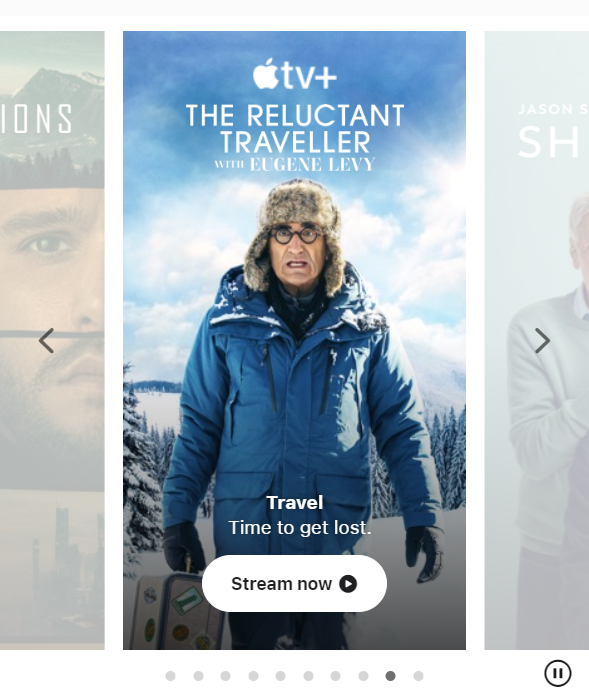 tv+
THE RELUCTANT
TRAVELLER
WITH EUGENE LEVY
IONS
JASON S
SH
Travel
Time to get lost.
Stream now